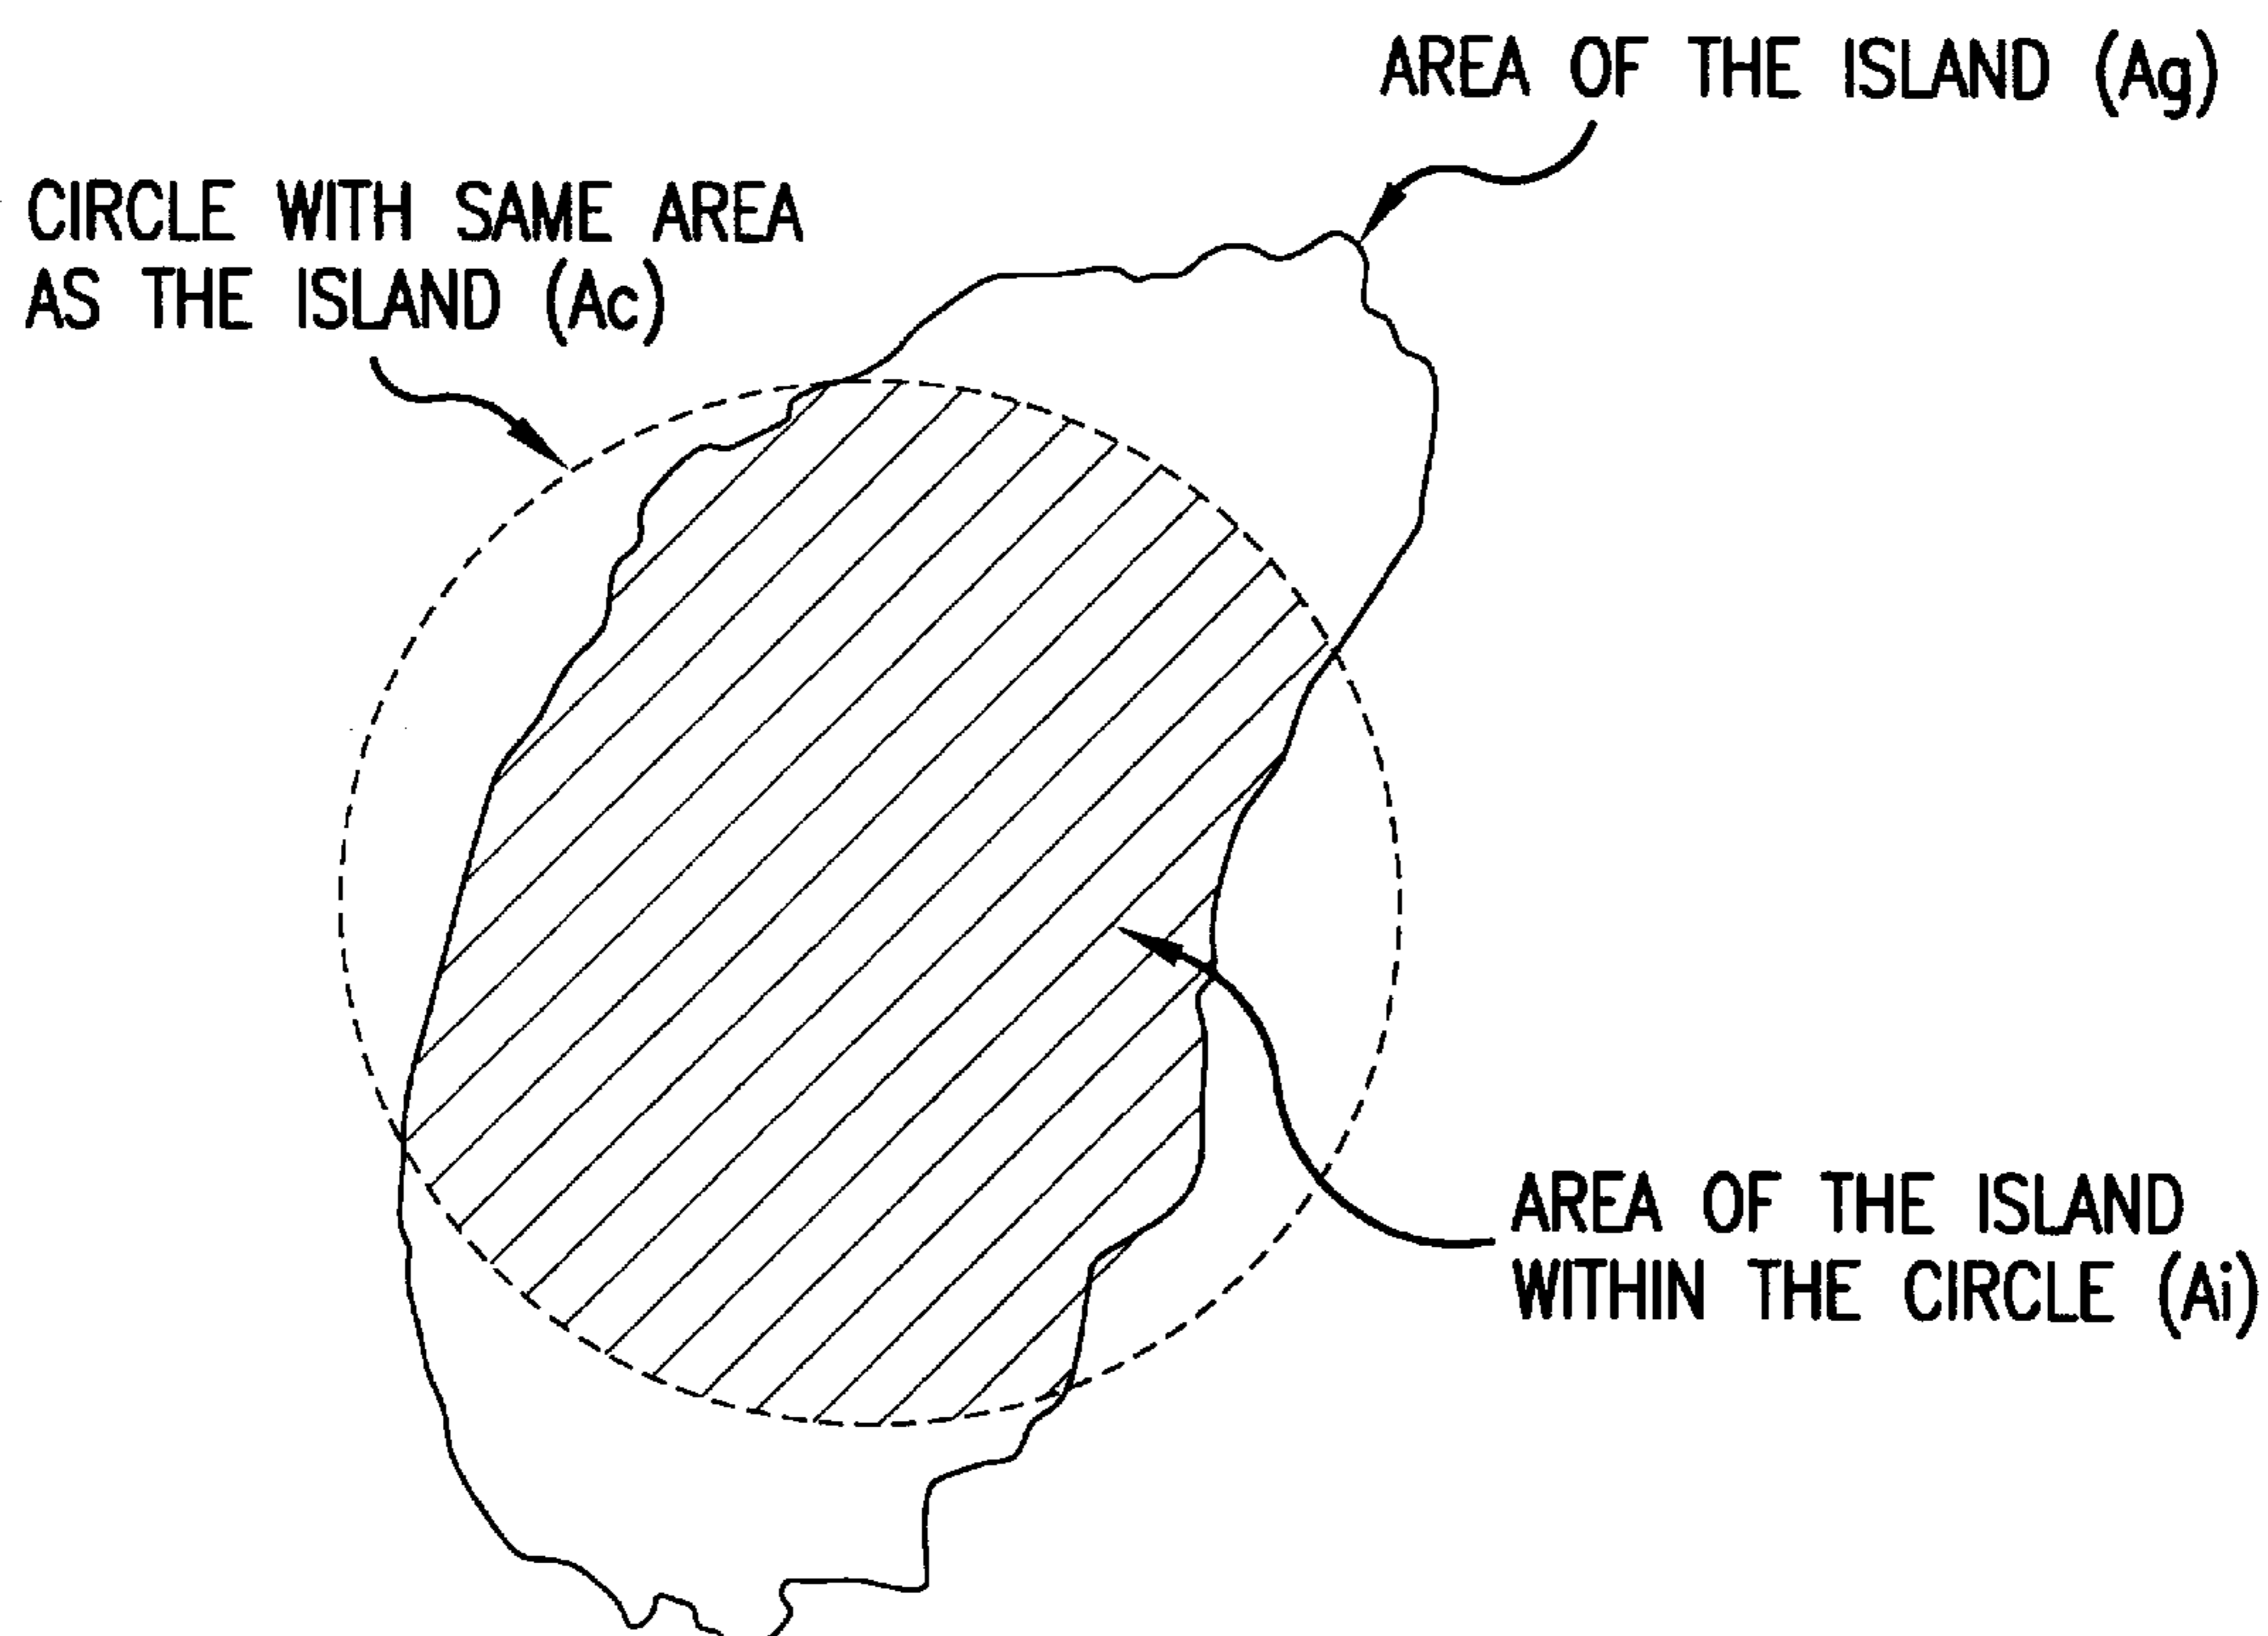 AREA OF THE ISLAND (Ag)
CIRCLE WITH SAME AREA
AS THE ISLAND (Ac)
AREA OF THE ISLAND
WITHIN THE CIRCLE (Ai)